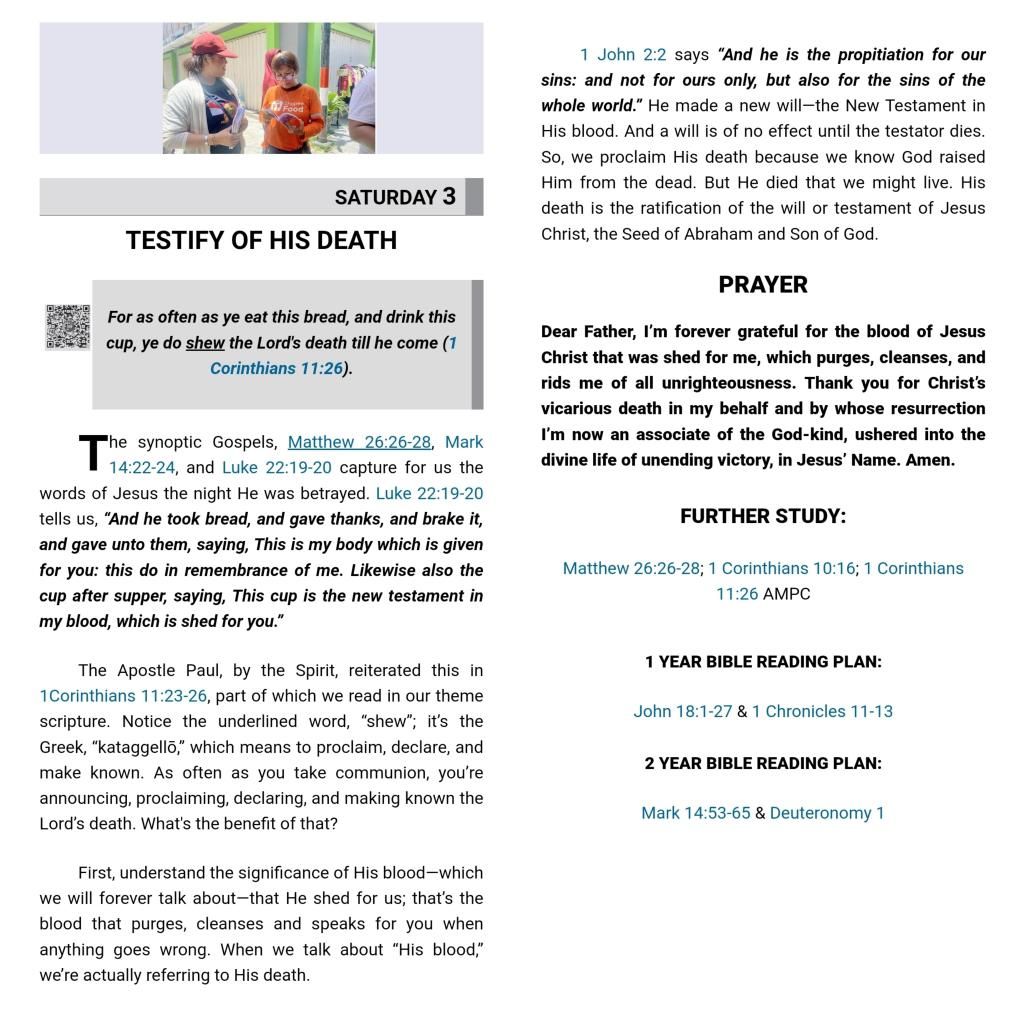 Shopee
Food
SATURDAY 3
TESTIFY OF HIS DEATH
For as often as ye eat this bread, and drink this
cup, ye do shew the Lord's death till he come (1
Corinthians 11:26).
The synoptic Gospels, Matthew 26:26-28, Mark
14:22-24, and Luke 22:19-20 capture for us the
words of Jesus the night He was betrayed. Luke 22:19-20
tells us, “And he took bread, and gave thanks, and brake it,
and gave unto them, saying, This is my body which is given
for you: this do in remembrance of me. Likewise also the
cup after supper, saying, This cup is the new testament in
my blood, which is shed for you.”
The Apostle Paul, by the Spirit, reiterated this in
1Corinthians 11:23-26, part of which we read in our theme
scripture. Notice the underlined word, “shew”; it’s the
Greek, “kataggellō,” which means to proclaim, declare, and
make known. As often as you take communion, you’re
announcing, proclaiming, declaring, and making known the
Lord’s death. What's the benefit of that?
First, understand the significance of His blood—which
we will forever talk about—that He shed for us; that’s the
blood that purges, cleanses and speaks for you when
anything goes wrong. When we talk about “His blood,”
we’re actually referring to His death.
1 John 2:2 says “And he is the propitiation for our
sins: and not for ours only, but also for the sins of the
whole world.” He made a new will—the New Testament in
His blood. And a will is of no effect until the testator dies.
So, we proclaim His death because we know God raised
Him from the dead. But He died that we might live. His
death is the ratification of the will or testament of Jesus
Christ, the Seed of Abraham and Son of God.
PRAYER
Dear Father, I’m forever grateful for the blood of Jesus
Christ that was shed for me, which purges, cleanses, and
rids me of all unrighteousness. Thank you for Christ’s
vicarious death in my behalf and by whose resurrection
I’m now an associate of the God-kind, ushered into the
divine life of unending victory, in Jesus’ Name. Amen.
FURTHER STUDY:
Matthew 26:26-28; 1 Corinthians 10:16; 1 Corinthians
11:26 AMPC
1 YEAR BIBLE READING PLAN:
John 18:1-27 & 1 Chronicles 11-13
2 YEAR BIBLE READING PLAN:
Mark 14:53-65 & Deuteronomy 1